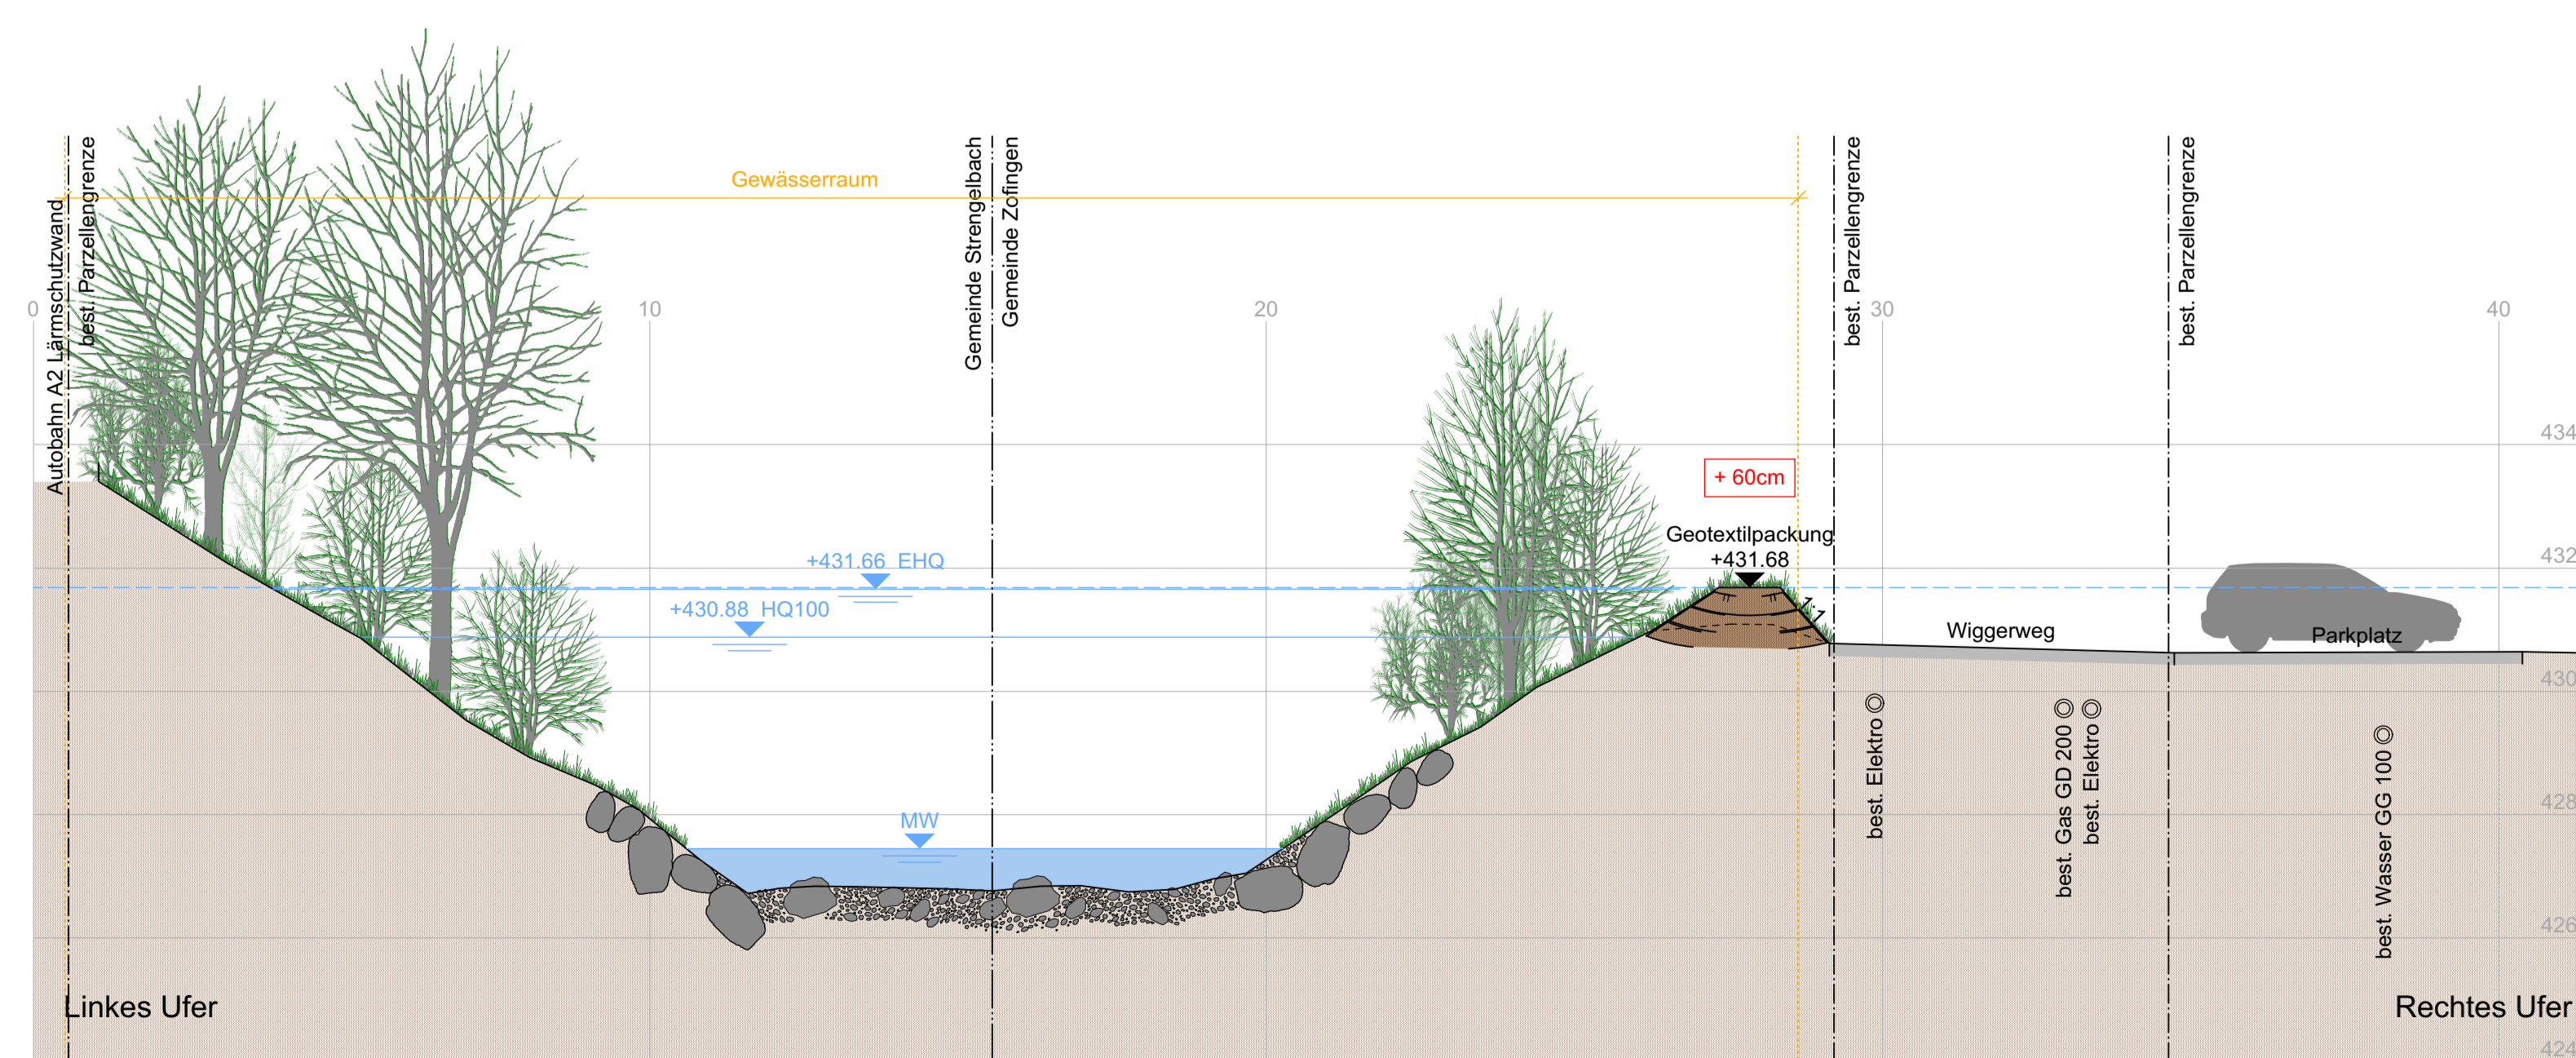 Autobahn A2 Lärmschutzwand
best. Parzellengrenze
Gewässerraum
Gemeinde Strengelbach
Gemeinde Zofingen
best. Parzellengrenze
best. Parzellengrenze
0
10
20
30
40
434
+ 60cm
Geotextilpackung
+431.68
432
+431.66 EHQ
+430.88 HQ100
1:1
Wiggerweg
Parkplatz
430
best. Elektro
best. Gas GD 200
best. Elektro
best. Wasser GG 100
428
MW
426
Linkes Ufer
Rechtes Ufer
424